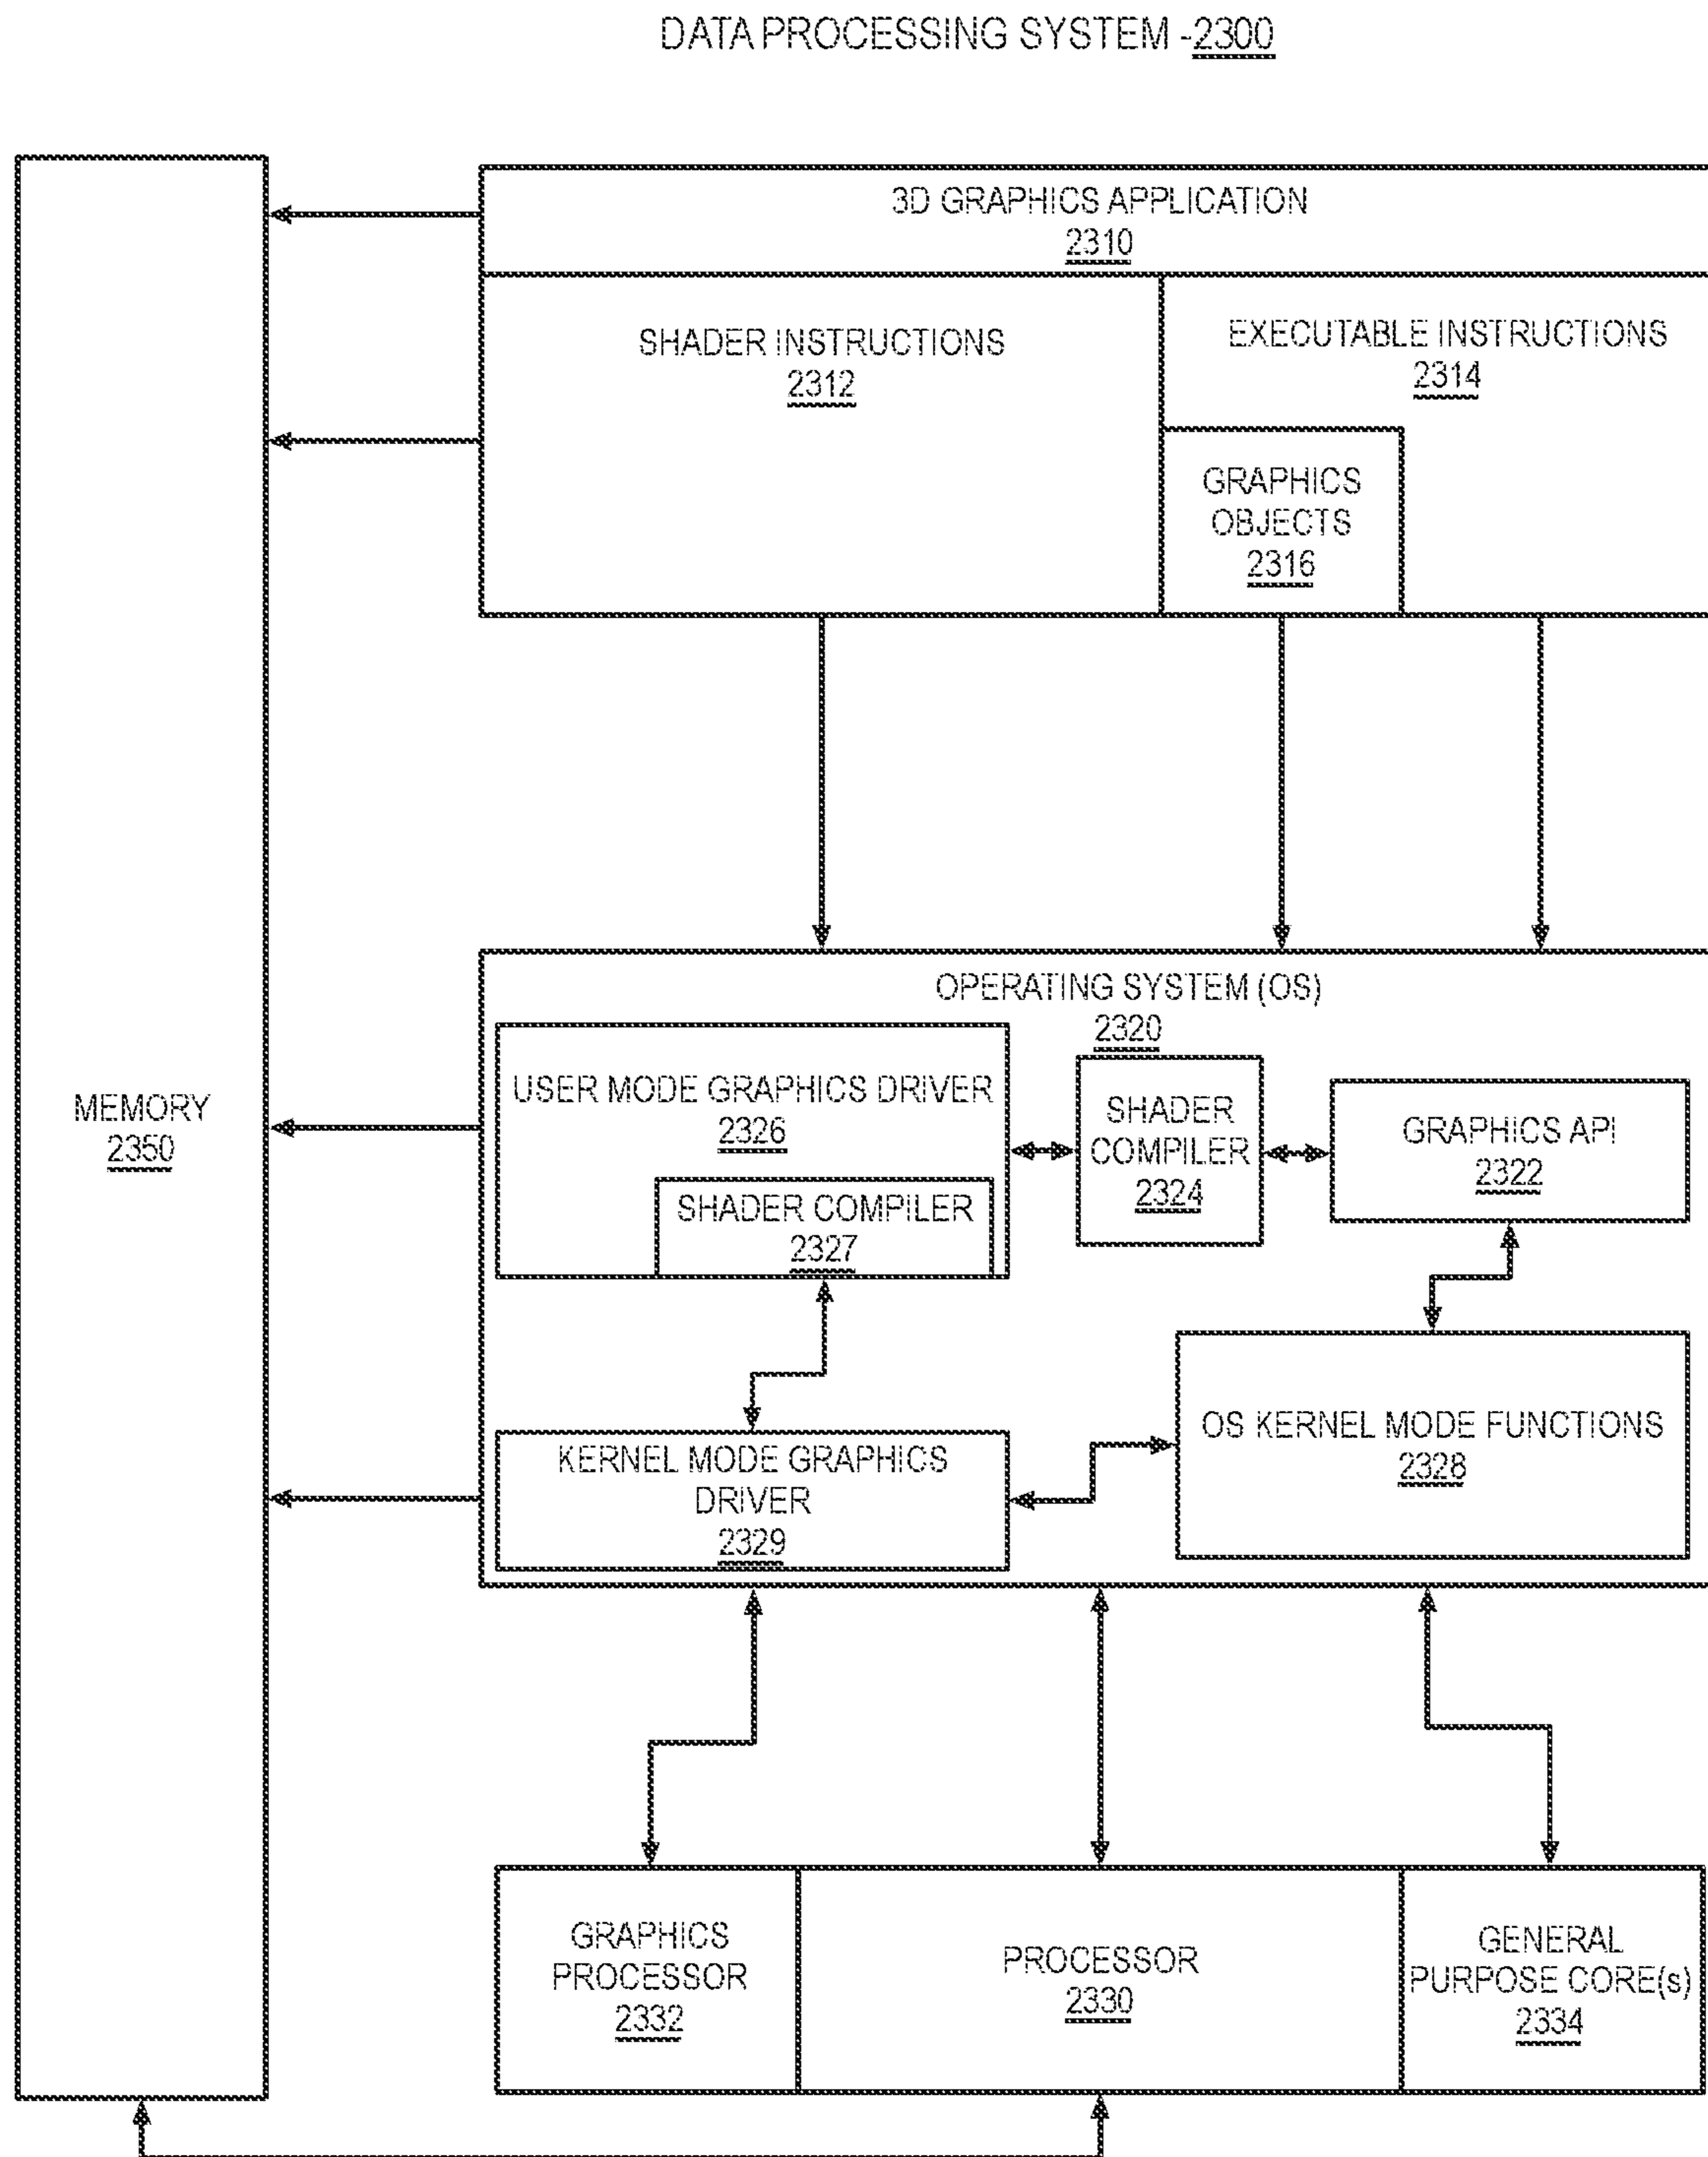 DATA PROCESSING SYSTEM -2300
3D GRAPHICS APPLICATION
2310
SHADER INSTRUCTIONS
2312
EXECUTABLE INSTRUCTIONS
2314
GRAPHICS
OBJECTS
2316
OPERATING SYSTEM (OS)
2320
USER MODE GRAPHICS DRIVER
2326
SHADER COMPILER
2327
SHADER
COMPILER
2324
GRAPHICS API
2322
MEMORY
2350
KERNEL MODE GRAPHICS
DRIVER
2329
OS KERNEL MODE FUNCTIONS
2328
GRAPHICS
PROCESSOR
2332
PROCESSOR
2330
GENERAL
PURPOSE CORE(s)
2334